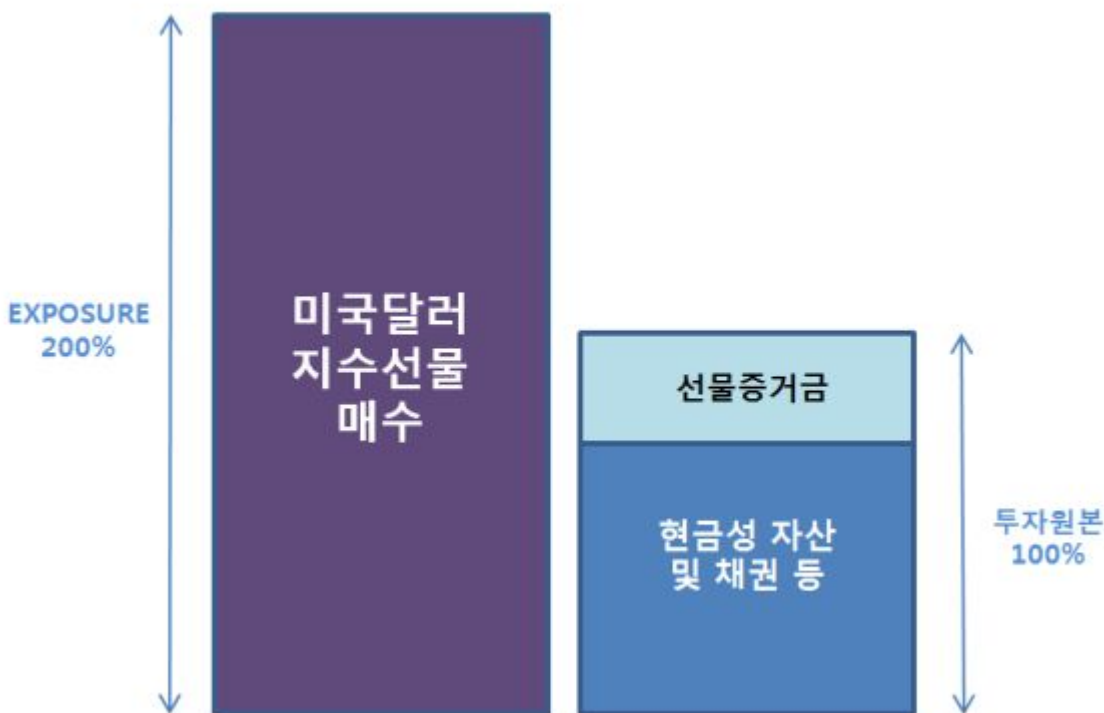 EXPOSURE
200%
미국달러
지수선물
매수
선물증거금
현금성 자산
및 채권 등
투자원본
100%